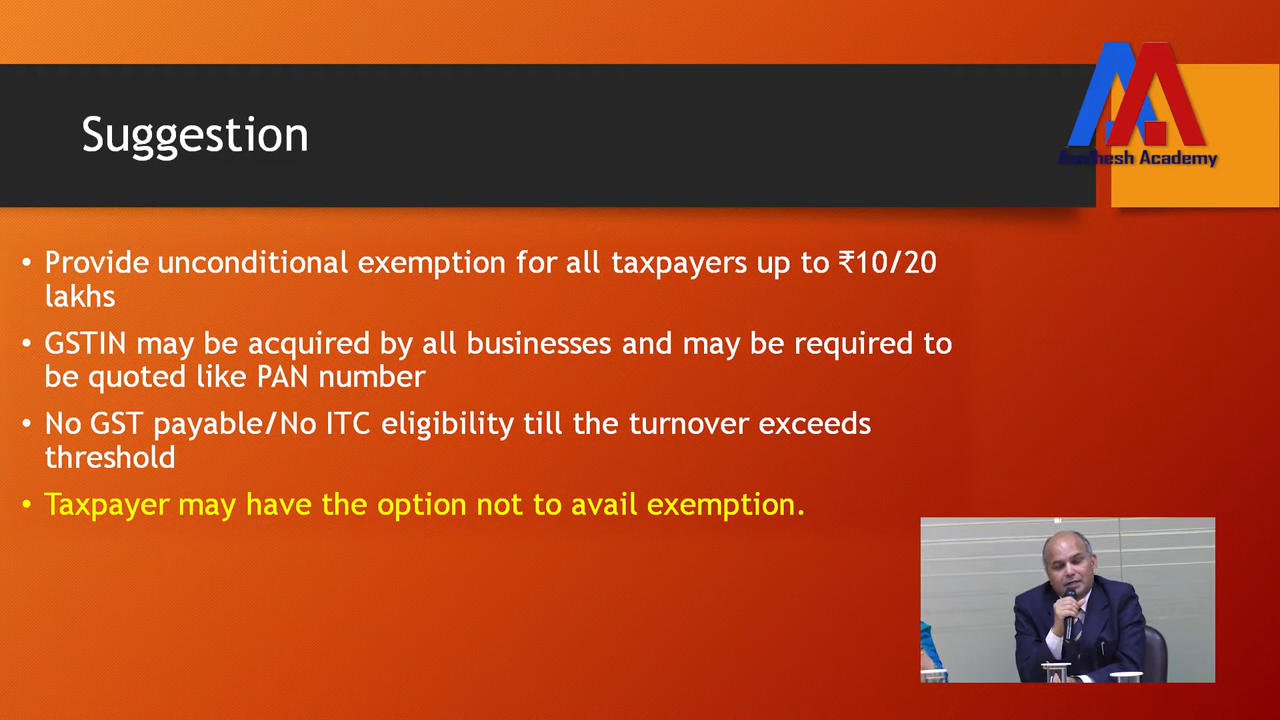 Suggestion
Academy
• Provide unconditional exemption for all taxpayers up to ₹10/20
lakhs
• GSTIN may be acquired by all businesses and may be required to
be quoted like PAN number
• No GST payable/No ITC eligibility till the turnover exceeds
threshold
• Taxpayer may have the option not to avail exemption.